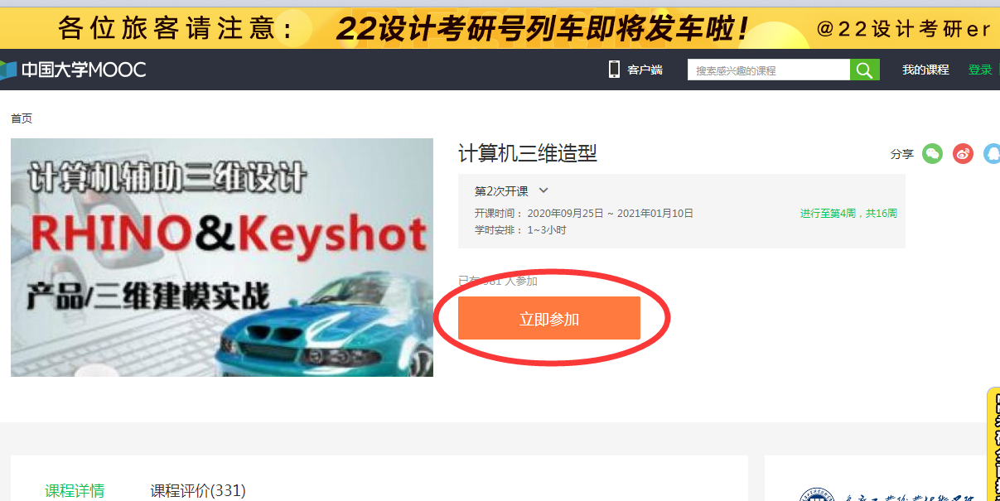 各位旅客请注意:
22设计考研号列车即将发车啦!
@22设计考研er
中国大学MOOC
客户端
搜索感兴趣的课程
我的课程
登录
首页
计算机辅助三维设计
RHINO&Keyshot
产品/三维建模实战
计算机三维造型
分享
第2次开课
开课时间: 2020年09月25日 ~ 2021年01月10日
进行至第4周,共16周
学时安排: 1~3小时
人参加
立即参加
课程详情
课程评价(331)